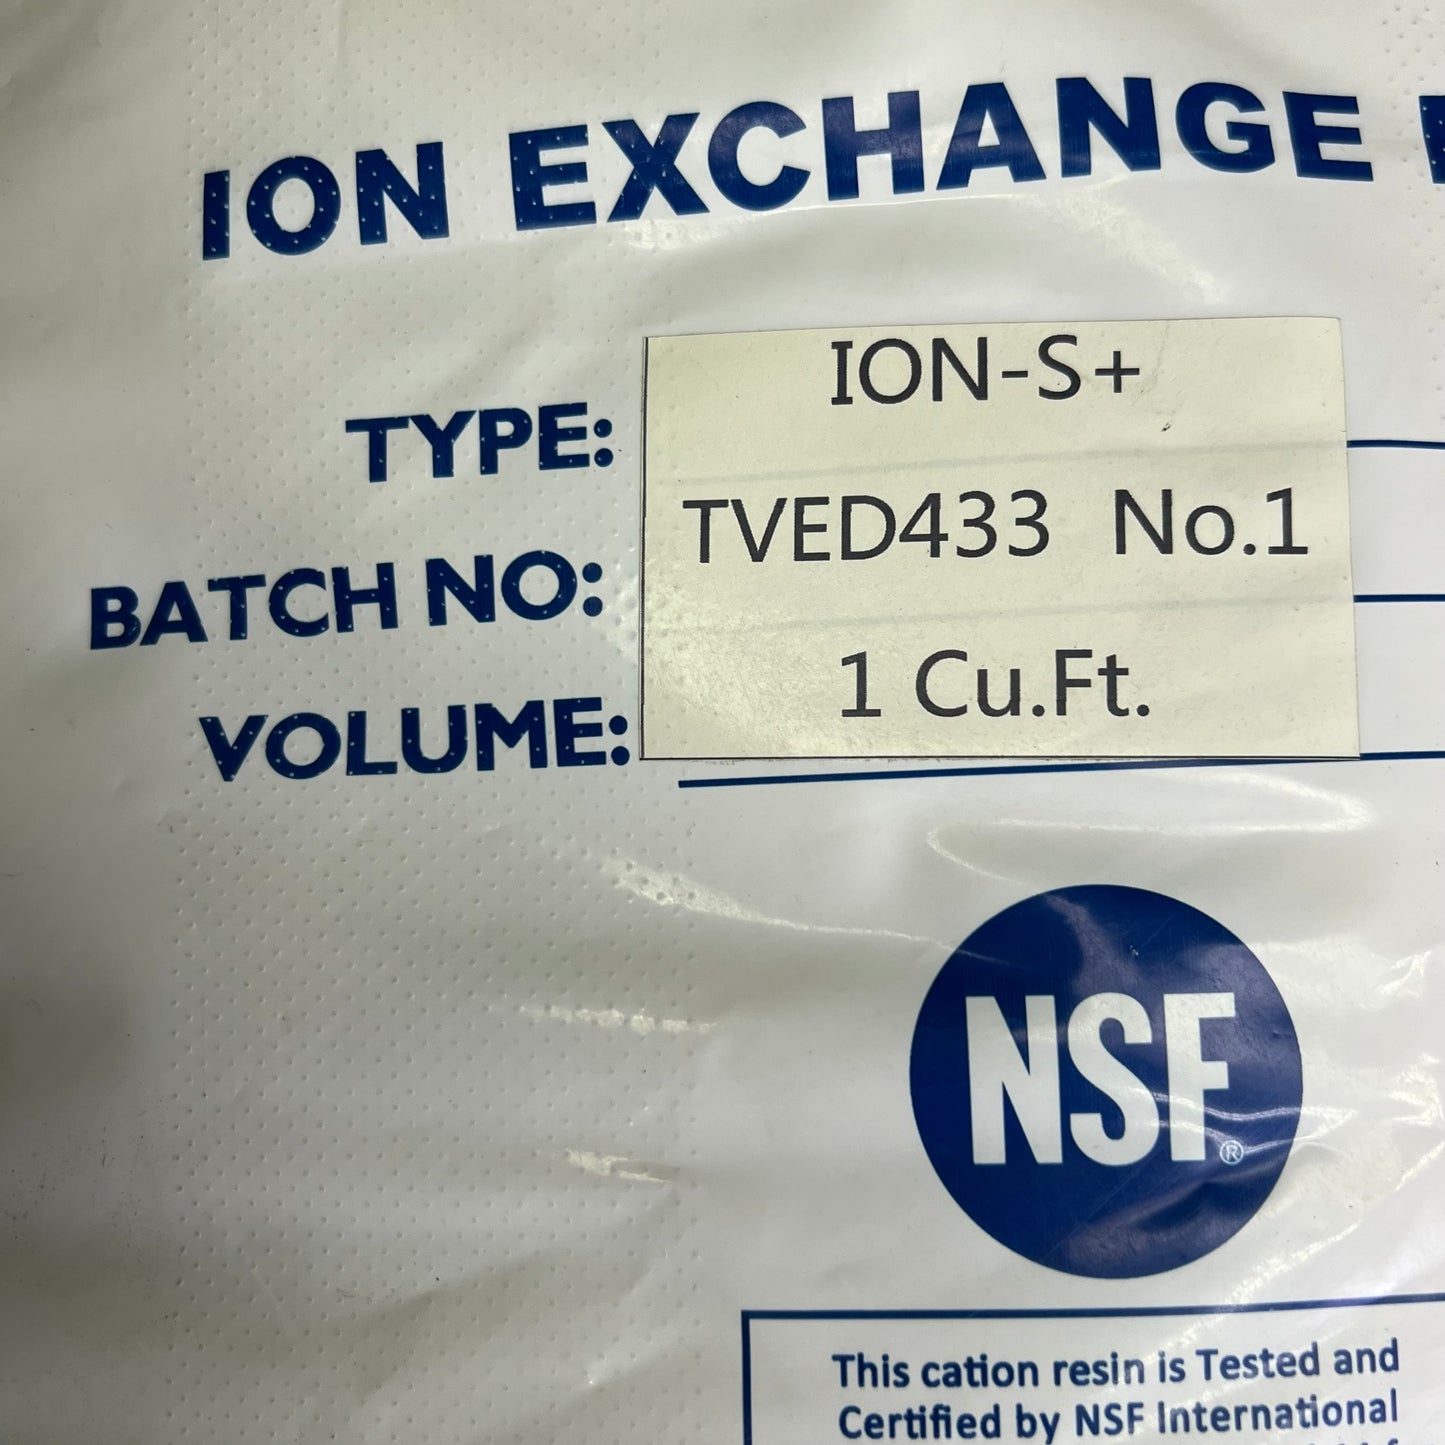 ION EXCHANGE
TYPE: ION-S+
BATCH NO: TVED433 No.1
VOLUME: 1 Cu.Ft.
NSF®
This cation resin is Tested and
Certified by NSF International